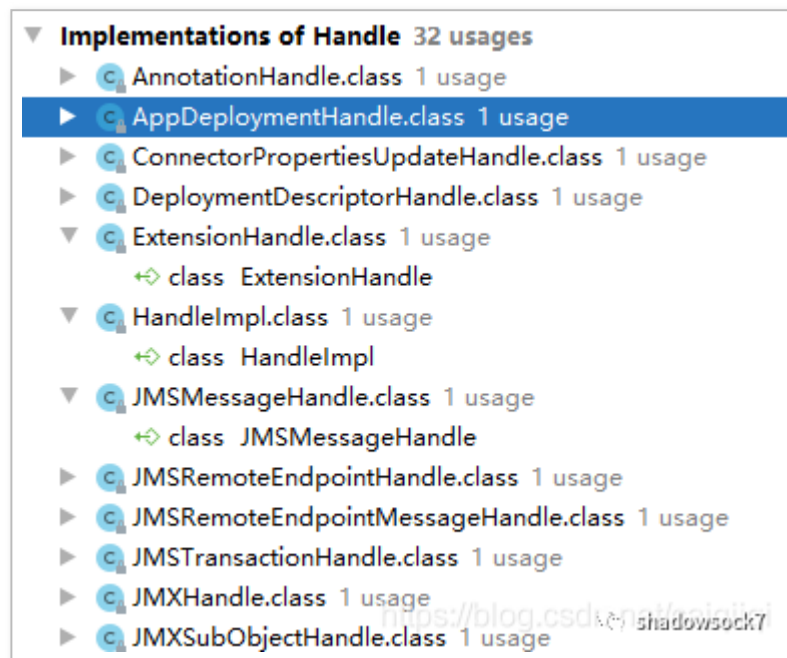 Implementations of Handle 32 usages
AnnotationHandle.class 1 usage
AppDeploymentHandle.class 1 usage
ConnectorPropertiesUpdateHandle.class 1 usage
DeploymentDescriptorHandle.class 1 usage
ExtensionHandle.class 1 usage
class ExtensionHandle
HandleImpl.class 1 usage
class HandleImpl
JMSMessageHandle.class 1 usage
class JMSMessageHandle
JMSRemoteEndpointHandle.class 1 usage
JMSRemoteEndpointMessageHandle.class 1 usage
JMSTransactionHandle.class 1 usage
JMXHandle.class 1 usage
shadowsock7
JMXSubObjectHandle.class 1 usage